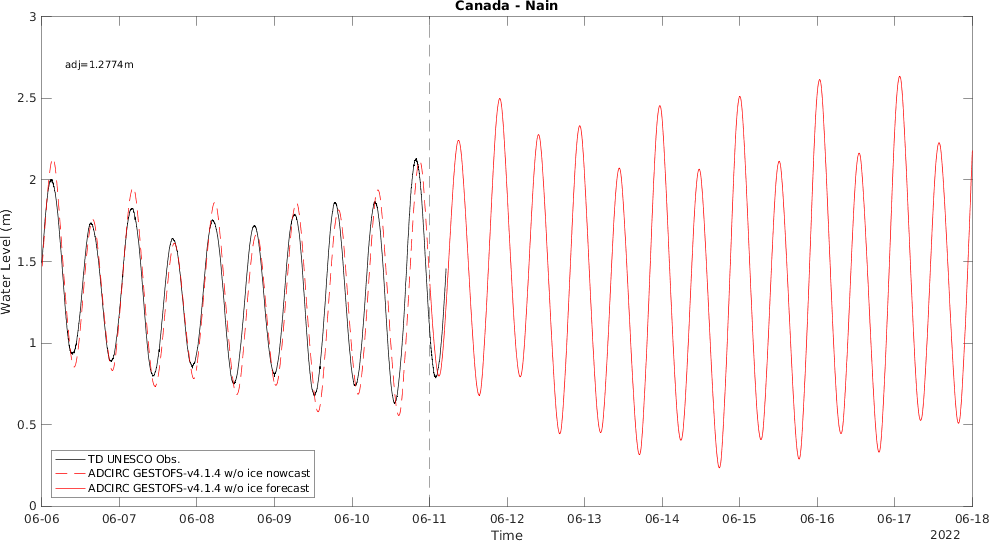 Canada - Nain
3
adj=1.2774m
2.5
2
1.5
1
0.5
0
Water Level (m)
TD UNESCO Obs.
ADCIRC GESTOFS-v4.1.4 w/o ice nowcast
ADCIRC GESTOFS-v4.1.4 w/o ice forecast
06-06 06-07 06-08 06-09 06-10 06-11 06-12 06-13 06-14 06-15 06-16 06-17 06-18
Time
2022